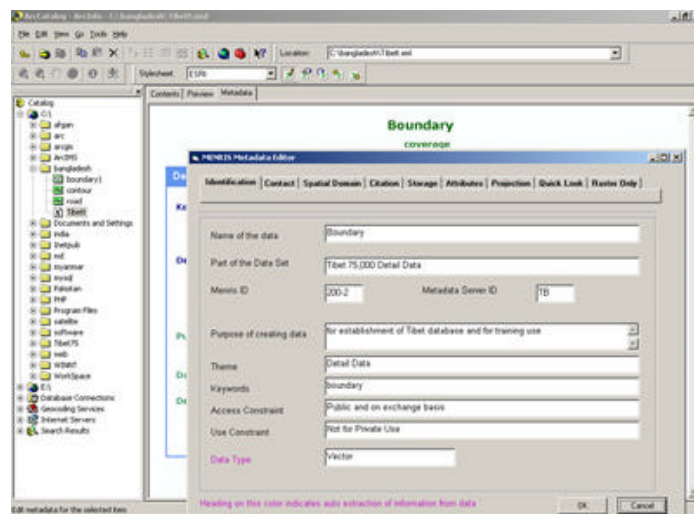 ArcCatalog - ArcInfo - C:\bangladesh\Tibett.xml
File Edit View Go Tools Help
Location: C:\bangladesh\Tibett.xml
Stylesheet: ESRI
Contents Preview Metadata
Catalog
C:\
afgan
arc
arcgis
ArcIMS
bangladesh
boundary1
contour
road
Tibett
Documents and Settings
india
Inetpub
md
myanmar
mysql
Pakistan
PHP
Program Files
satelite
software
Tibet75
web
WINNT
WorkSpace
E:\
Database Connections
Geocoding Services
Internet Servers
Search Results
Boundary
coverage
MENRIS Metadata Editor
Identification Contact Spatial Domain Citation Storage Attributes Projection Quick Look Raster Only
Name of the data Boundary
Part of the Data Set Tibet 75,000 Detail Data
Menris ID 200-2 Metadata Server ID TB
Purpose of creating data for establishment of Tibet database and for training use
Theme Detail Data
Keywords boundary
Access Constraint Public and on exchange basis
Use Constraint Not for Private Use
Data Type Vector
Heading on this color indicates auto extraction of information from data
OK Cancel
Edit metadata for the selected item